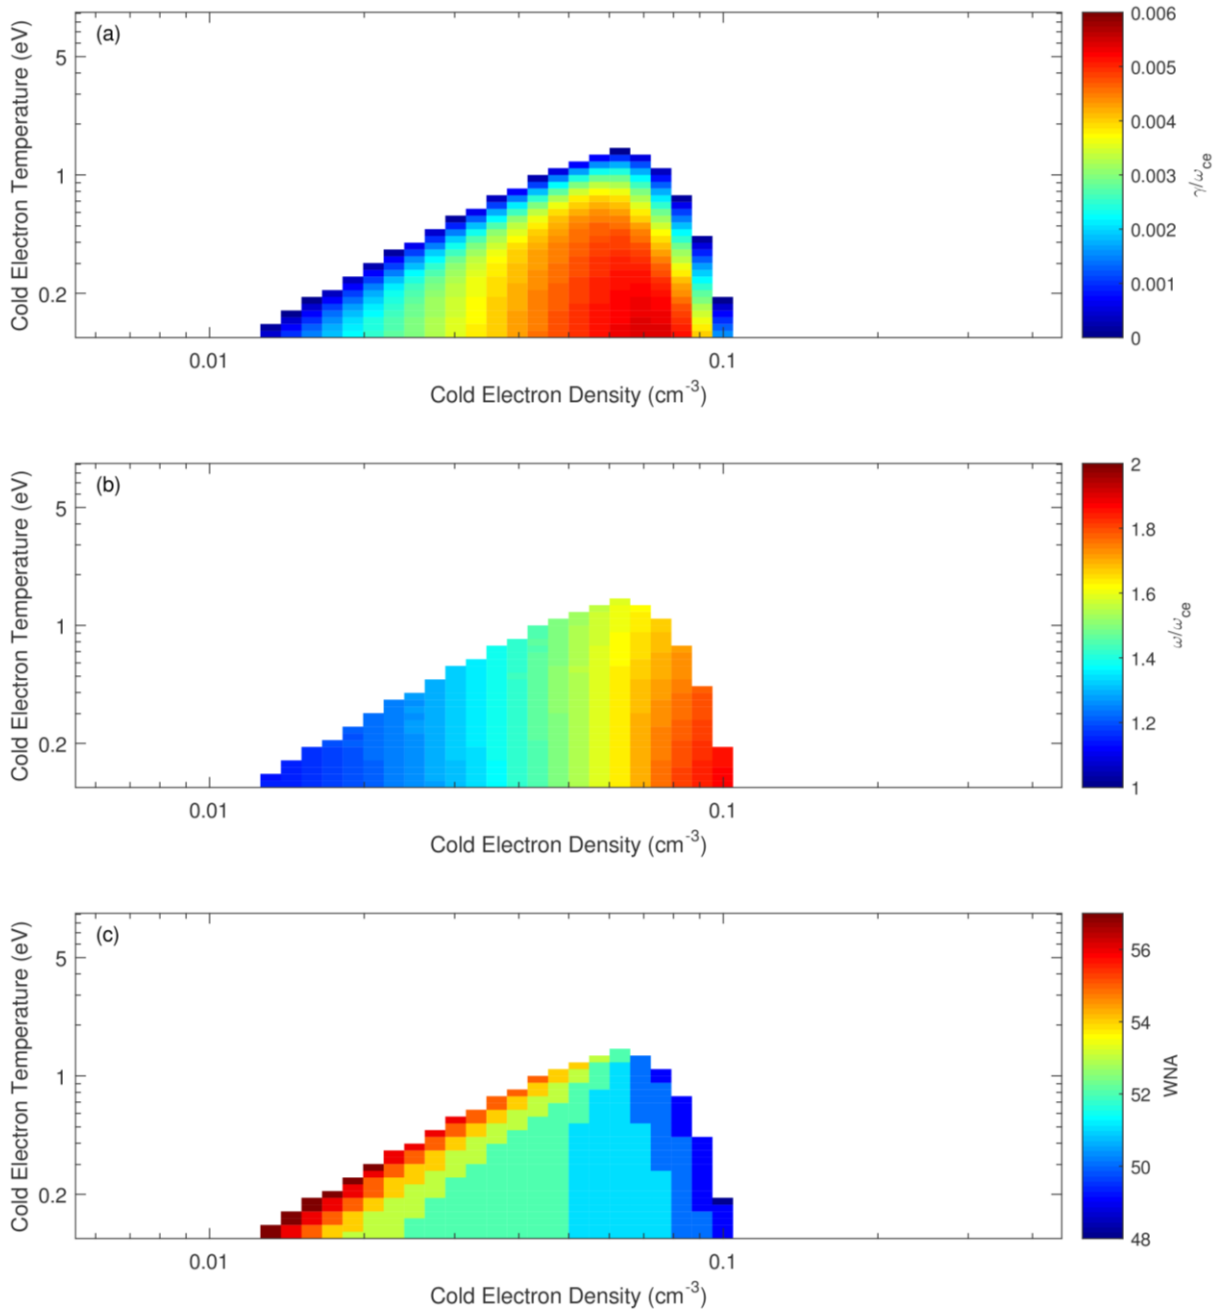 (a)
Cold Electron Temperature (eV)
5
1
0.2
0.01
0.1
Cold Electron Density (cm⁻³)
0.006
0.005
0.004
0.003
0.002
0.001
0
γ/ω_ce
(b)
Cold Electron Temperature (eV)
5
1
0.2
0.01
0.1
Cold Electron Density (cm⁻³)
2
1.8
1.6
1.4
1.2
1
ω/ω_ce
(c)
Cold Electron Temperature (eV)
5
1
0.2
0.01
0.1
Cold Electron Density (cm⁻³)
56
54
52
50
48
WNA